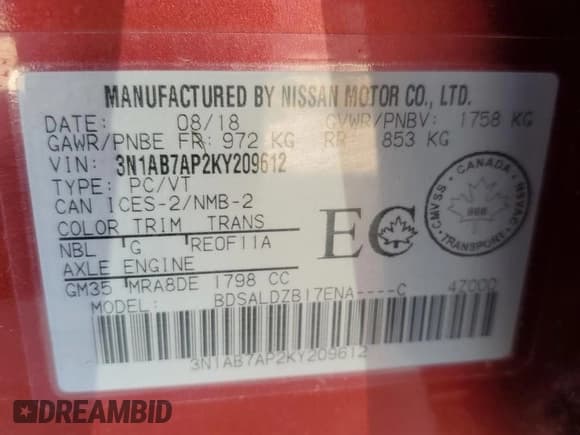 MANUFACTURED BY NISSAN MOTOR CO., LTD.
DATE: 08/18 GVWR/PNBV: 1758 KG
GAWR/PNBE FR: 972 KG RR: 853 KG
VIN: 3N1AB7AP2KY209612
TYPE: PC/VT
CAN ICES-2/NMB-2
COLOR TRIM TRANS
NBL G RE0F11A
AXLE ENGINE
GM35 MRA8DE 1798 CC
MODEL: BDSALDZB17ENA----C 4Z000
3N1AB7AP2KY209612
EC
CANADA
CMVSS
NSVAC
TRANSPORT
DREAMBID